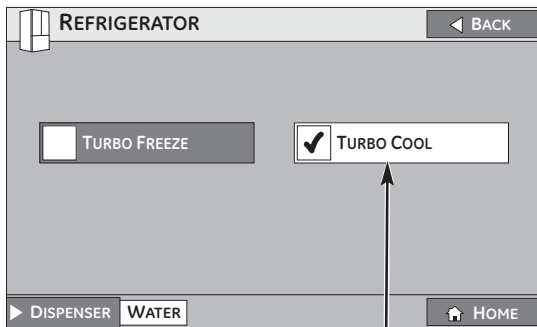 REFRIGERATOR
BACK
TURBO FREEZE
TURBO COOL
DISPENSER WATER
HOME